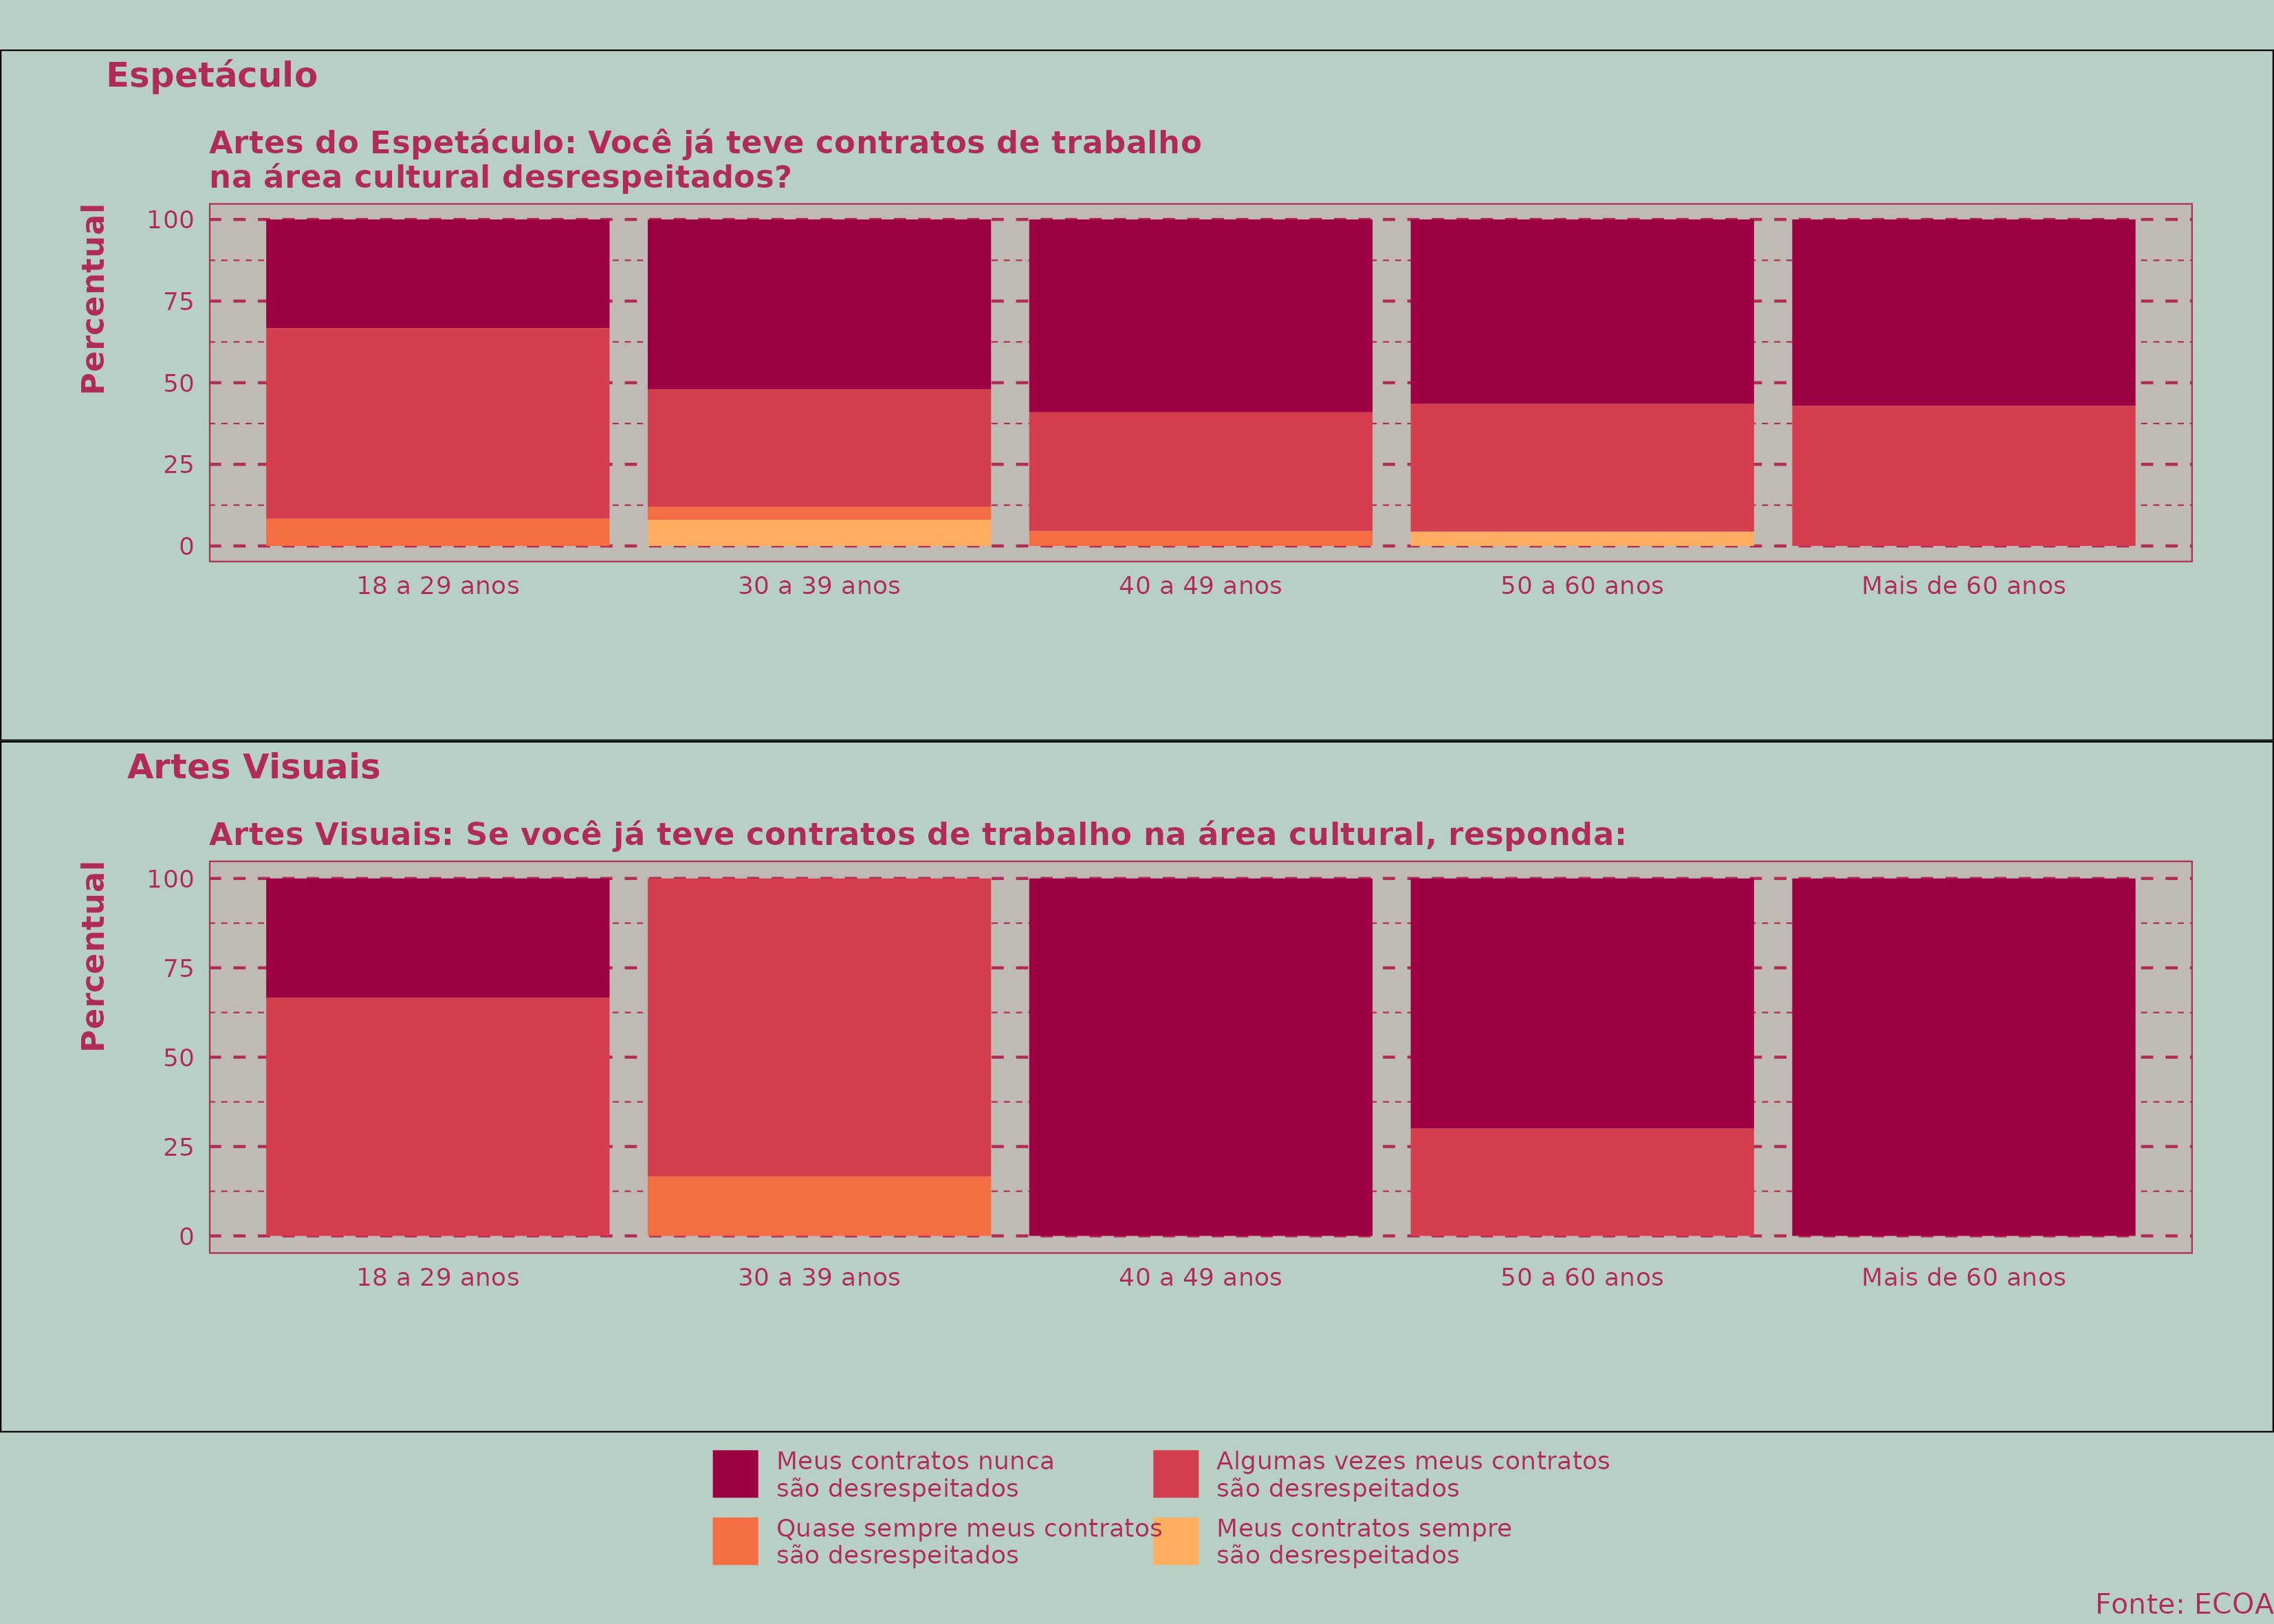 Espetáculo
Artes do Espetáculo: Você já teve contratos de trabalho
na área cultural desrespeitados?
Percentual
100
75
50
25
0
18 a 29 anos
30 a 39 anos
40 a 49 anos
50 a 60 anos
Mais de 60 anos
Artes Visuais
Artes Visuais: Se você já teve contratos de trabalho na área cultural, responda:
Percentual
100
75
50
25
0
18 a 29 anos
30 a 39 anos
40 a 49 anos
50 a 60 anos
Mais de 60 anos
Meus contratos nunca
são desrespeitados
Algumas vezes meus contratos
são desrespeitados
Quase sempre meus contratos
são desrespeitados
Meus contratos sempre
são desrespeitados
Fonte: ECOA